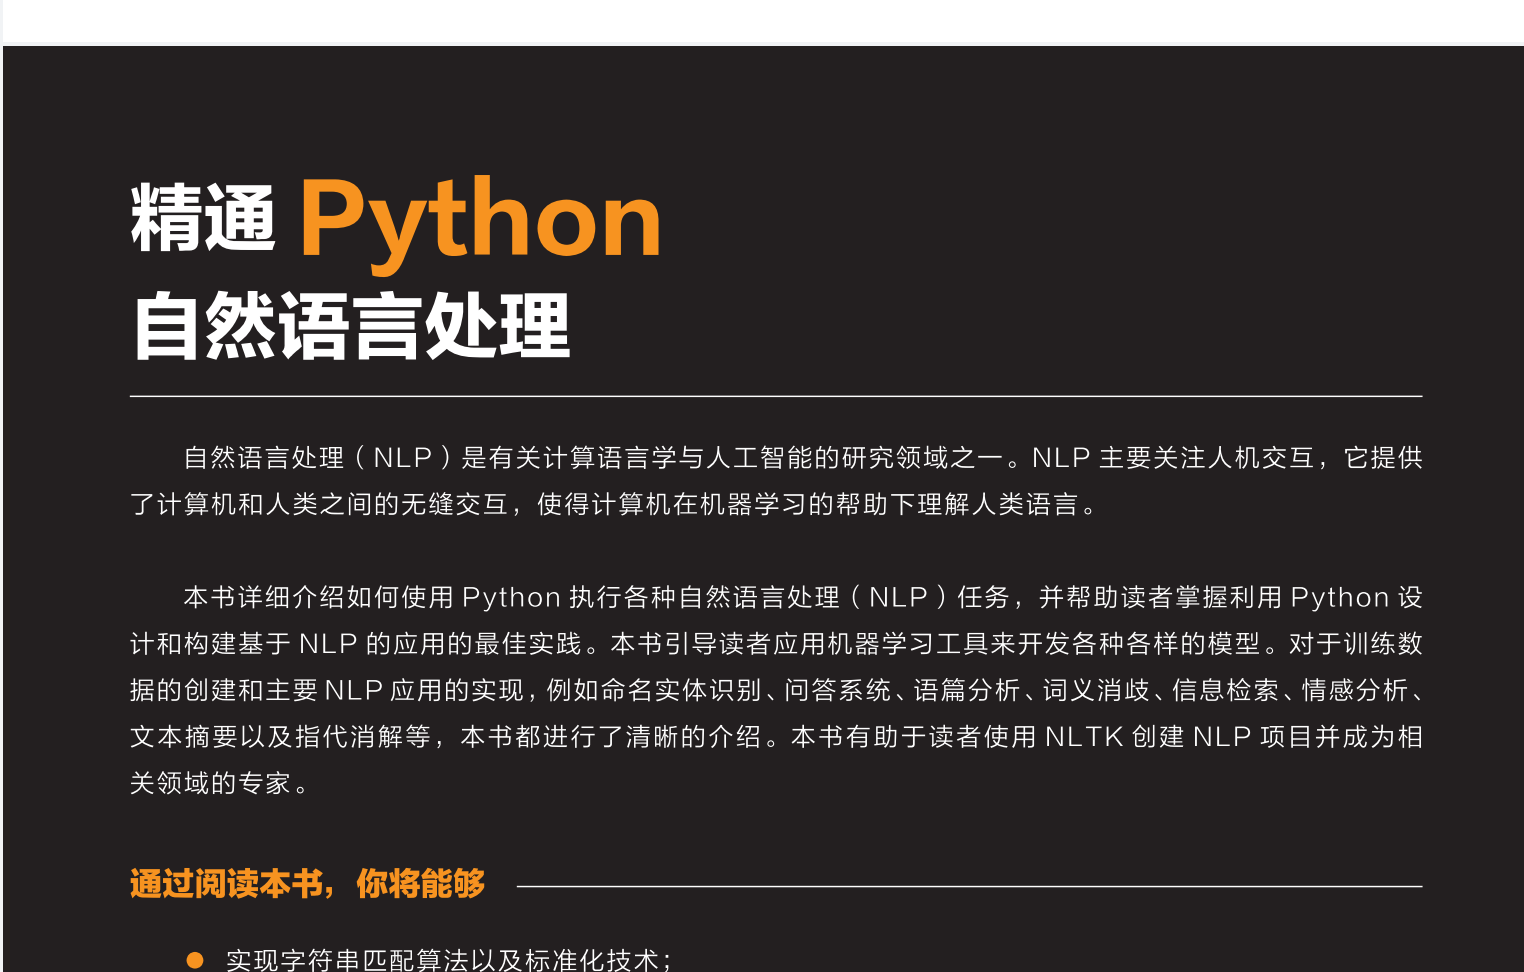 精通 Python
自然语言处理
自然语言处理（NLP）是有关计算语言学与人工智能的研究领域之一。NLP 主要关注人机交互，它提供
了计算机和人类之间的无缝交互，使得计算机在机器学习的帮助下理解人类语言。
本书详细介绍如何使用 Python 执行各种自然语言处理（NLP）任务，并帮助读者掌握利用 Python 设
计和构建基于 NLP 的应用的最佳实践。本书引导读者应用机器学习工具来开发各种各样的模型。对于训练数
据的创建和主要 NLP 应用的实现，例如命名实体识别、问答系统、语篇分析、词义消歧、信息检索、情感分析、
文本摘要以及指代消解等，本书都进行了清晰的介绍。本书有助于读者使用 NLTK 创建 NLP 项目并成为相
关领域的专家。
通过阅读本书，你将能够
● 实现字符串匹配算法以及标准化技术；